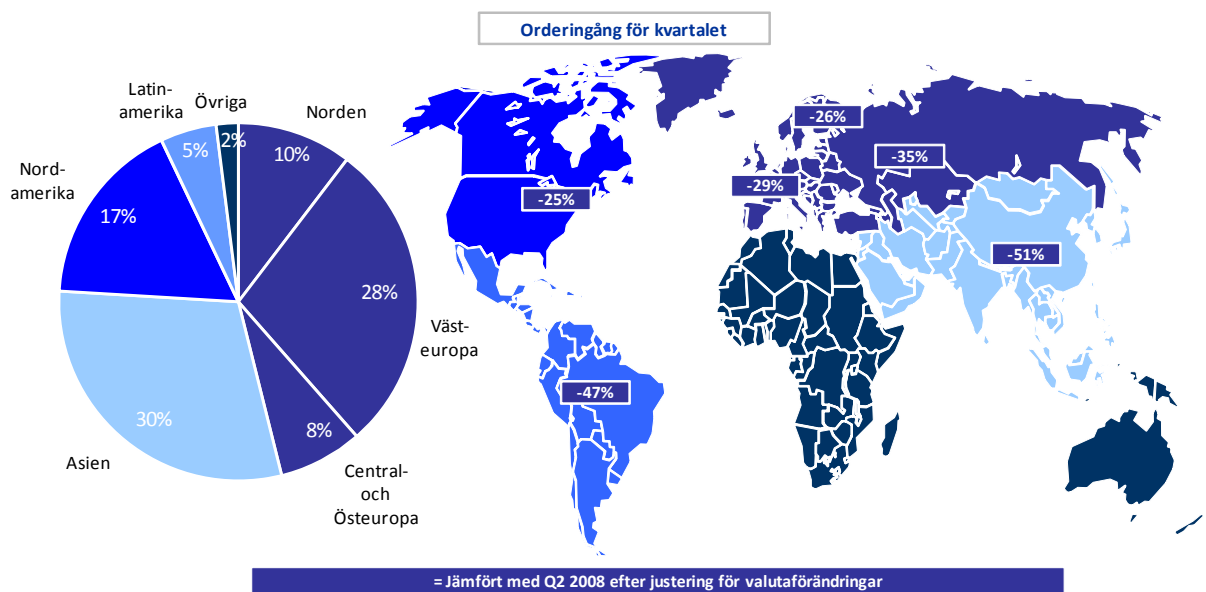 Orderingång för kvartalet
Latin-
amerika
Övriga
Norden
Nord-
amerika
5%
2%
10%
17%
28%
Väst-
europa
30%
8%
Asien
Central-
och
Östeuropa
-26%
-35%
-29%
-25%
-51%
-47%
= Jämfört med Q2 2008 efter justering för valutaförändringar